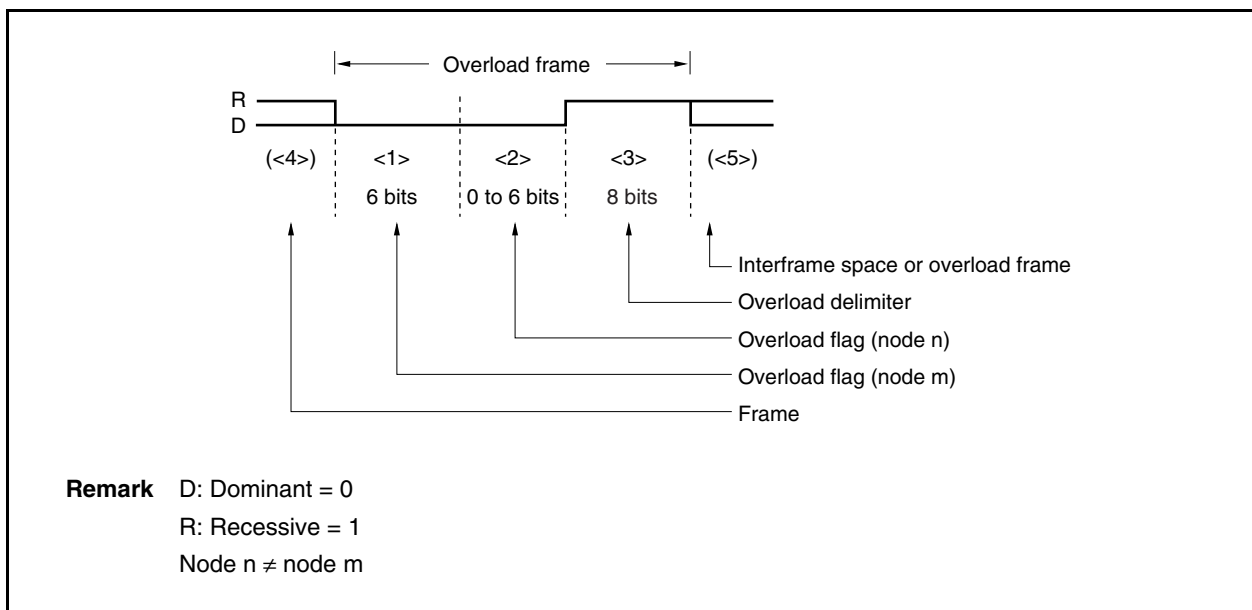 Overload frame
R
D
(<4>) <1> <2> <3> (<5>)
6 bits 0 to 6 bits 8 bits
Interframe space or overload frame
Overload delimiter
Overload flag (node n)
Overload flag (node m)
Frame
Remark D: Dominant = 0
R: Recessive = 1
Node n ≠ node m